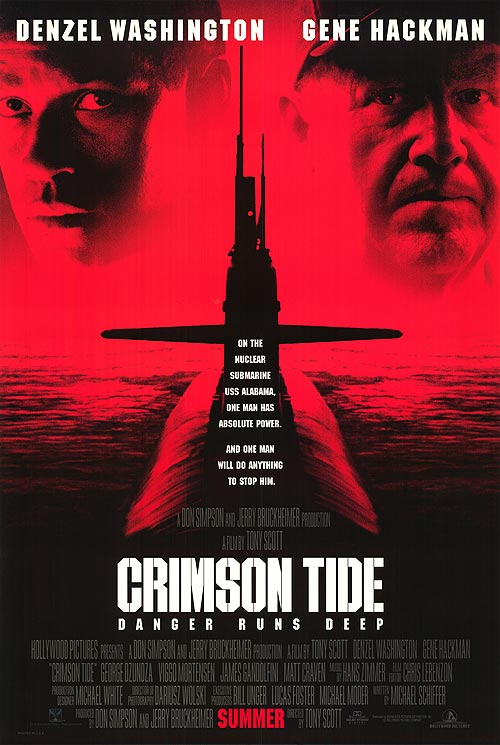 DENZEL WASHINGTON GENE HACKMAN
ON THE
NUCLEAR
SUBMARINE
USS ALABAMA,
ONE MAN HAS
ABSOLUTE POWER.
AND ONE MAN
WILL DO ANYTHING
TO STOP HIM.
A DON SIMPSON AND JERRY BRUCKHEIMER PRODUCTION
A FILM BY TONY SCOTT
CRIMSON TIDE
DANGER RUNS DEEP
HOLLYWOOD PICTURES PRESENTS A DON SIMPSON AND JERRY BRUCKHEIMER PRODUCTION A FILM BY TONY SCOTT DENZEL WASHINGTON GENE HACKMAN
"CRIMSON TIDE" GEORGE DZUNDZA VIGGO MORTENSEN JAMES GANDOLFINI MATT CRAVEN MUSIC BY HANS ZIMMER FILM EDITOR CHRIS LEBENZON
PRODUCTION DESIGNER MICHAEL WHITE DIRECTOR OF PHOTOGRAPHY DARIUSZ WOLSKI EXECUTIVE PRODUCERS BILL UNGER LUCAS FOSTER MICHAEL MODER WRITTEN BY MICHAEL SCHIFFER
PRODUCED BY DON SIMPSON AND JERRY BRUCKHEIMER SUMMER DIRECTED BY TONY SCOTT
HOLLYWOOD PICTURES